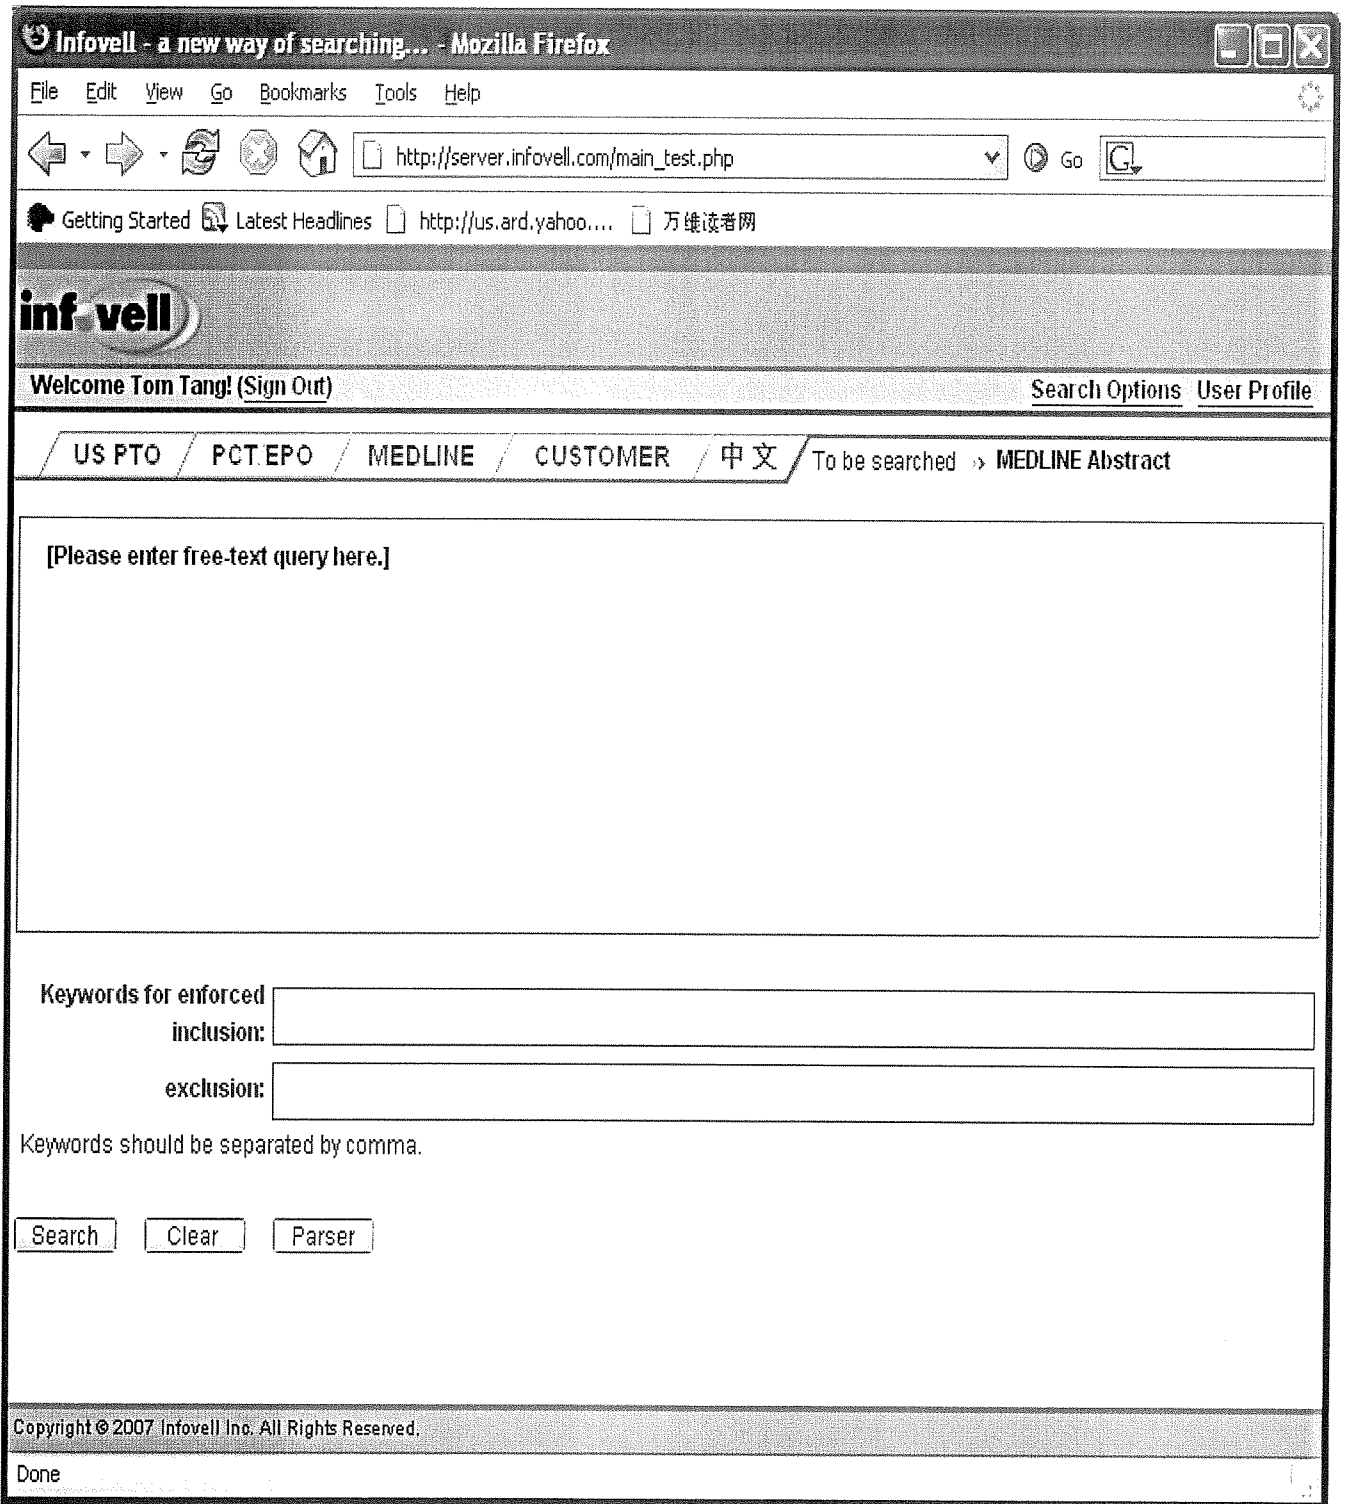 Infovell - a new way of searching... - Mozilla Firefox
File Edit View Go Bookmarks Tools Help
http://server.infovell.com/main_test.php Go G
Getting Started Latest Headlines http://us.ard.yahoo.... 万维读者网
infovell
Welcome Tom Tang! (Sign Out) Search Options User Profile
US PTO PCT/EPO MEDLINE CUSTOMER 中文 To be searched » MEDLINE Abstract
[Please enter free-text query here.]
Keywords for enforced
inclusion:
exclusion:
Keywords should be separated by comma.
Search Clear Parser
Copyright © 2007 Infovell Inc. All Rights Reserved.
Done